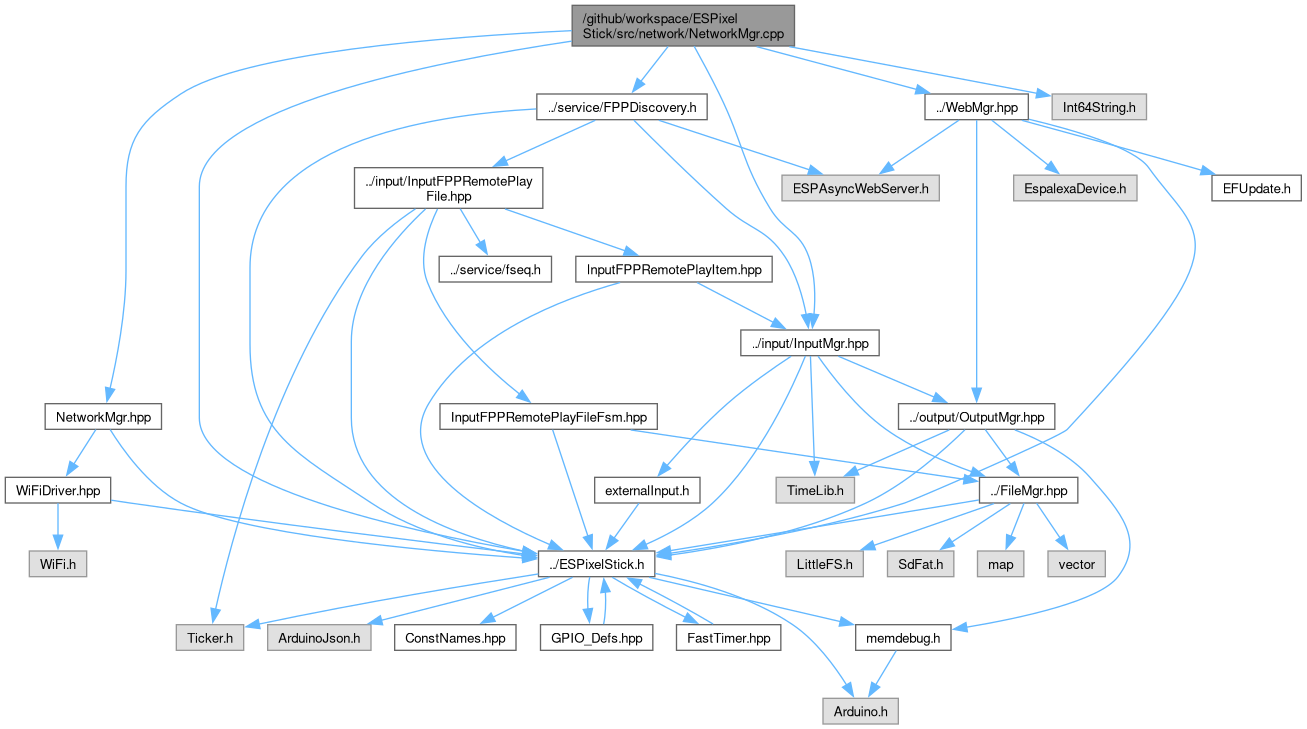 /github/workspace/ESPixel
Stick/src/network/NetworkMgr.cpp
../service/FPPDiscovery.h
../WebMgr.hpp
Int64String.h
../input/InputFPPRemotePlay
File.hpp
ESPAsyncWebServer.h
EspalexaDevice.h
EFUpdate.h
../service/fseq.h
InputFPPRemotePlayItem.hpp
../input/InputMgr.hpp
NetworkMgr.hpp
InputFPPRemotePlayFileFsm.hpp
../output/OutputMgr.hpp
WiFiDriver.hpp
externalInput.h
TimeLib.h
../FileMgr.hpp
WiFi.h
../ESPixelStick.h
LittleFS.h
SdFat.h
map
vector
Ticker.h
ArduinoJson.h
ConstNames.hpp
GPIO_Defs.hpp
FastTimer.hpp
memdebug.h
Arduino.h